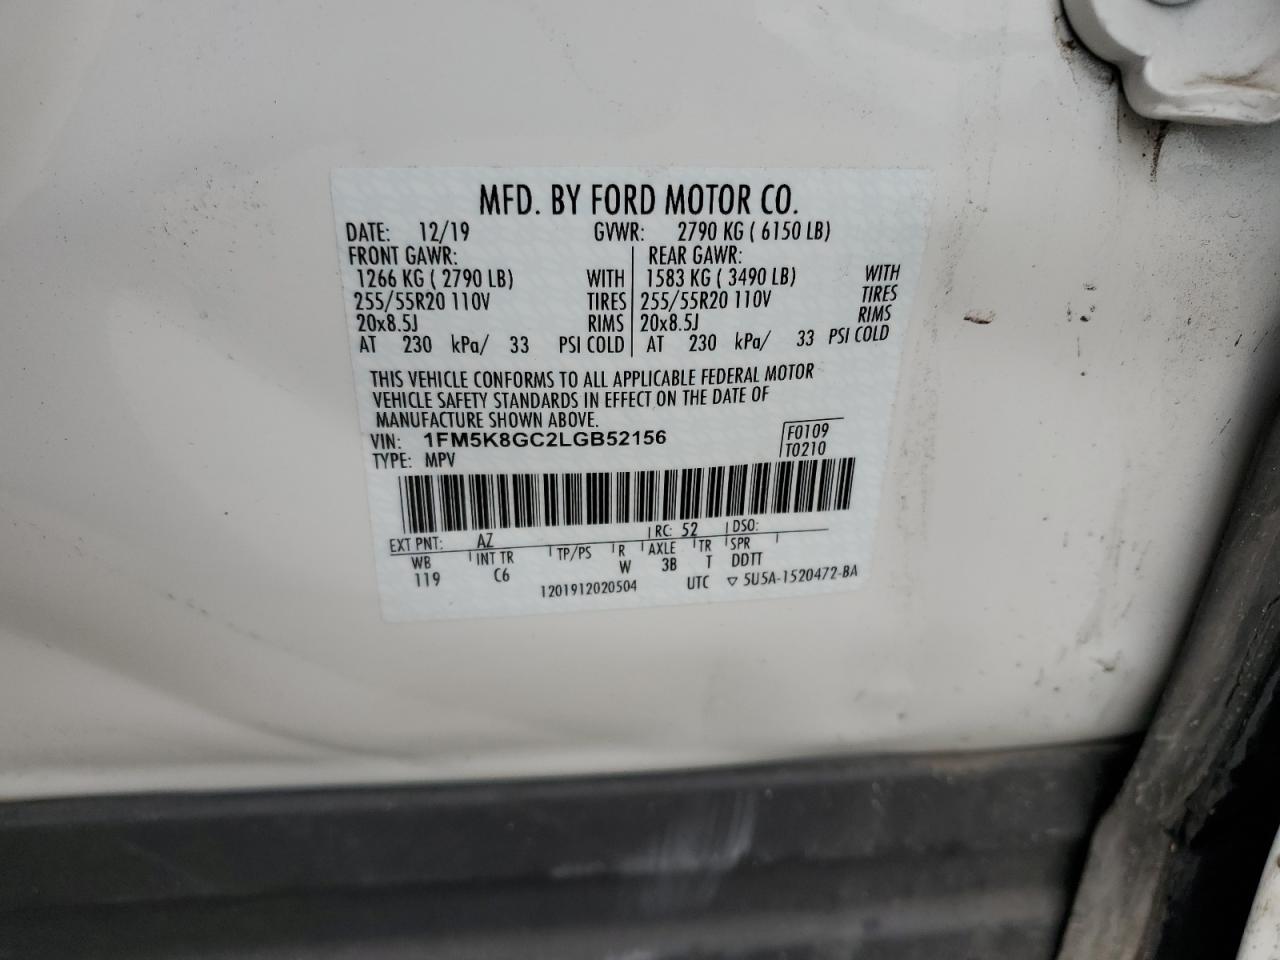 MFD. BY FORD MOTOR CO.
DATE: 12/19 GVWR: 2790 KG ( 6150 LB)
FRONT GAWR: REAR GAWR:
1266 KG ( 2790 LB) WITH 1583 KG ( 3490 LB) WITH
255/55R20 110V TIRES 255/55R20 110V TIRES
20x8.5J RIMS 20x8.5J RIMS
AT 230 kPa/ 33 PSI COLD AT 230 kPa/ 33 PSI COLD
THIS VEHICLE CONFORMS TO ALL APPLICABLE FEDERAL MOTOR
VEHICLE SAFETY STANDARDS IN EFFECT ON THE DATE OF
MANUFACTURE SHOWN ABOVE.
VIN: 1FM5K8GC2LGB52156 F0109
TYPE: MPV T0210
EXT PNT: AZ RC: 52 DSO:
WB INT TR TP/PS R AXLE TR SPR
119 C6 W 3B T DDTT
1201912020504 UTC ▽ 5U5A-1520472-BA